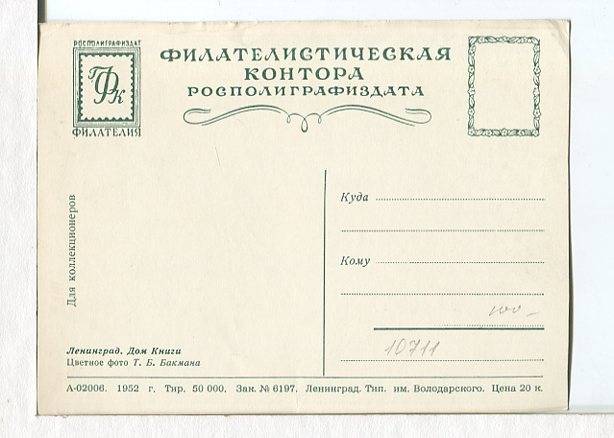 РОСПОЛИГРАФИЗДАТ
ГФК
ФИЛАТЕЛИЯ
ФИЛАТЕЛИСТИЧЕСКАЯ
КОНТОРА
РОСПОЛИГРАФИЗДАТА
Для коллекционеров
Куда
Кому
100-
10711
Ленинград. Дом Книги
Цветное фото Т. Б. Бакмана
А-02006. 1952 г. Тир. 50 000. Зак. № 6197. Ленинград. Тип. им. Володарского. Цена 20 к.